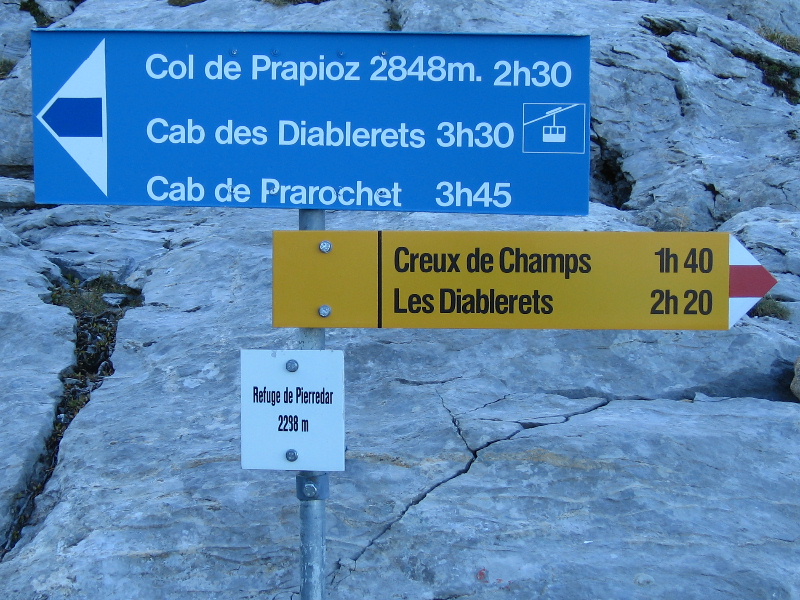 Col de Prapioz 2848m. 2h30
Cab des Diablerets 3h30
Cab de Prarochet 3h45
Creux de Champs 1h 40
Les Diablerets 2h 20
Refuge de Pierredar
2298 m